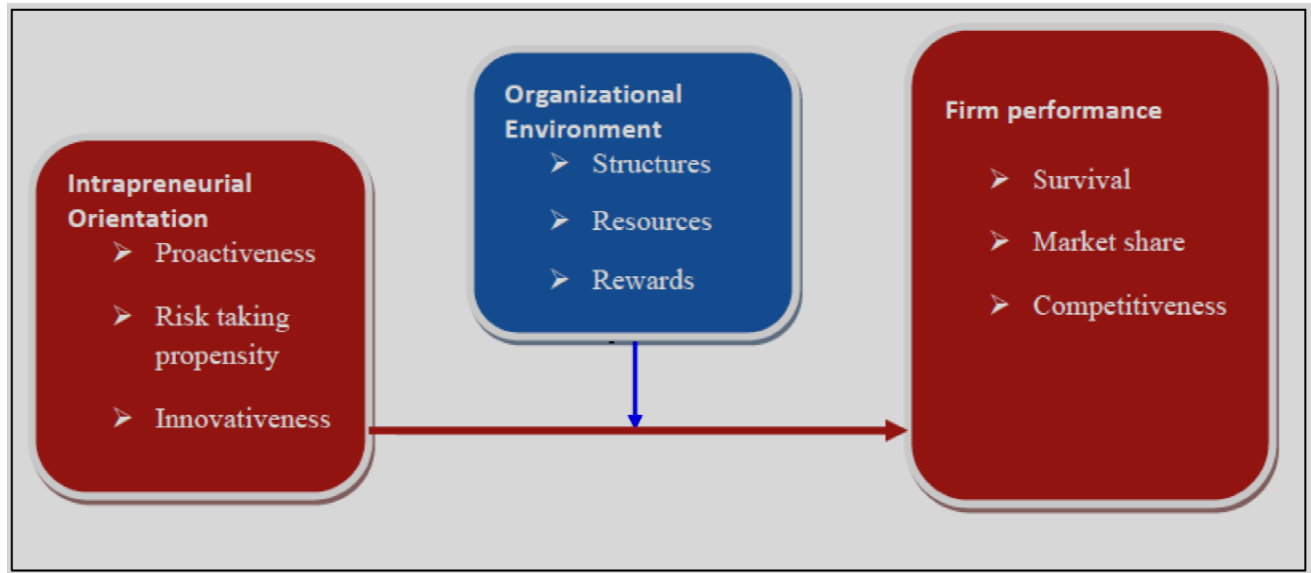 Intrapreneurial
Orientation
➢ Proactiveness
➢ Risk taking
propensity
➢ Innovativeness
Organizational
Environment
➢ Structures
➢ Resources
➢ Rewards
Firm performance
➢ Survival
➢ Market share
➢ Competitiveness